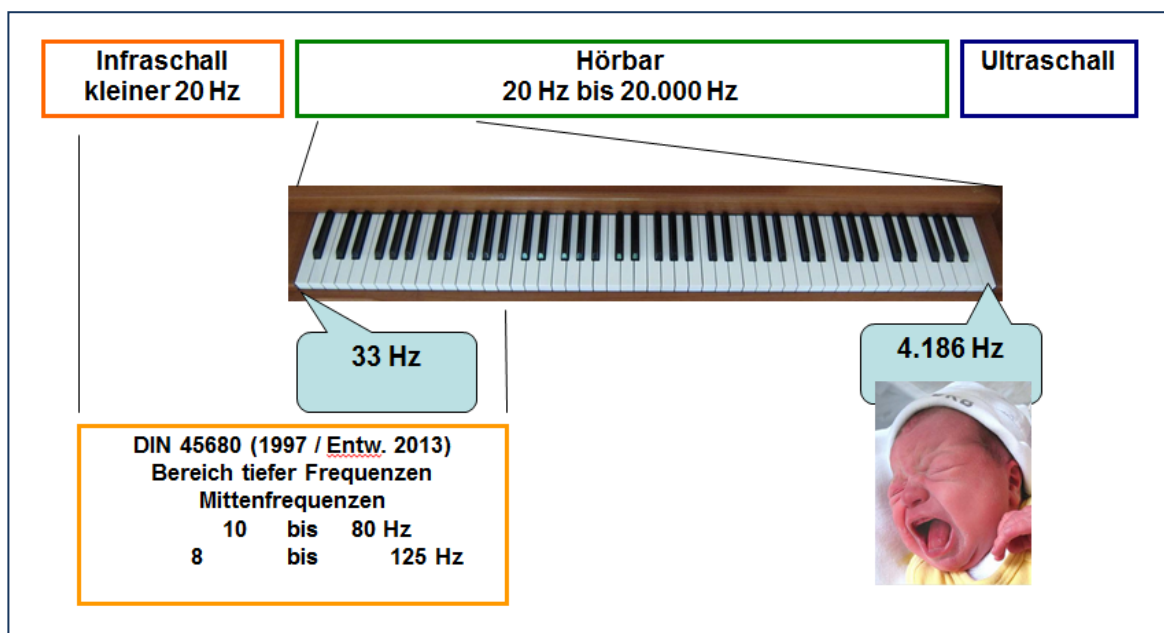 Infraschall
kleiner 20 Hz
Hörbar
20 Hz bis 20.000 Hz
Ultraschall
33 Hz
4.186 Hz
DIN 45680 (1997 / Entw. 2013)
Bereich tiefer Frequenzen
Mittenfrequenzen
10 bis 80 Hz
8 bis 125 Hz